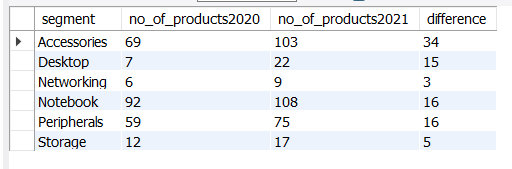 segment no_of_products2020 no_of_products2021 difference
Accessories 69 103 34
Desktop 7 22 15
Networking 6 9 3
Notebook 92 108 16
Peripherals 59 75 16
Storage 12 17 5